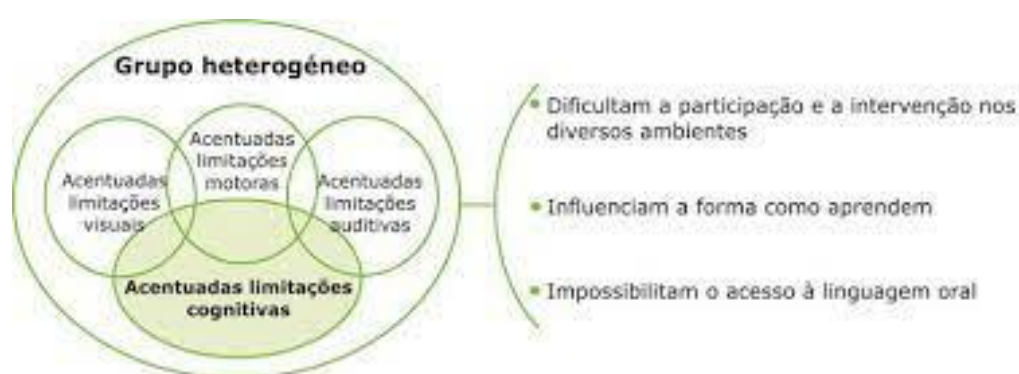 Grupo heterogéneo
Acentuadas
limitações
visuais
Acentuadas
limitações
motoras
Acentuadas
limitações
auditivas
Acentuadas limitações
cognitivas
• Dificultam a participação e a intervenção nos
diversos ambientes
• Influenciam a forma como aprendem
• Impossibilitam o acesso à linguagem oral